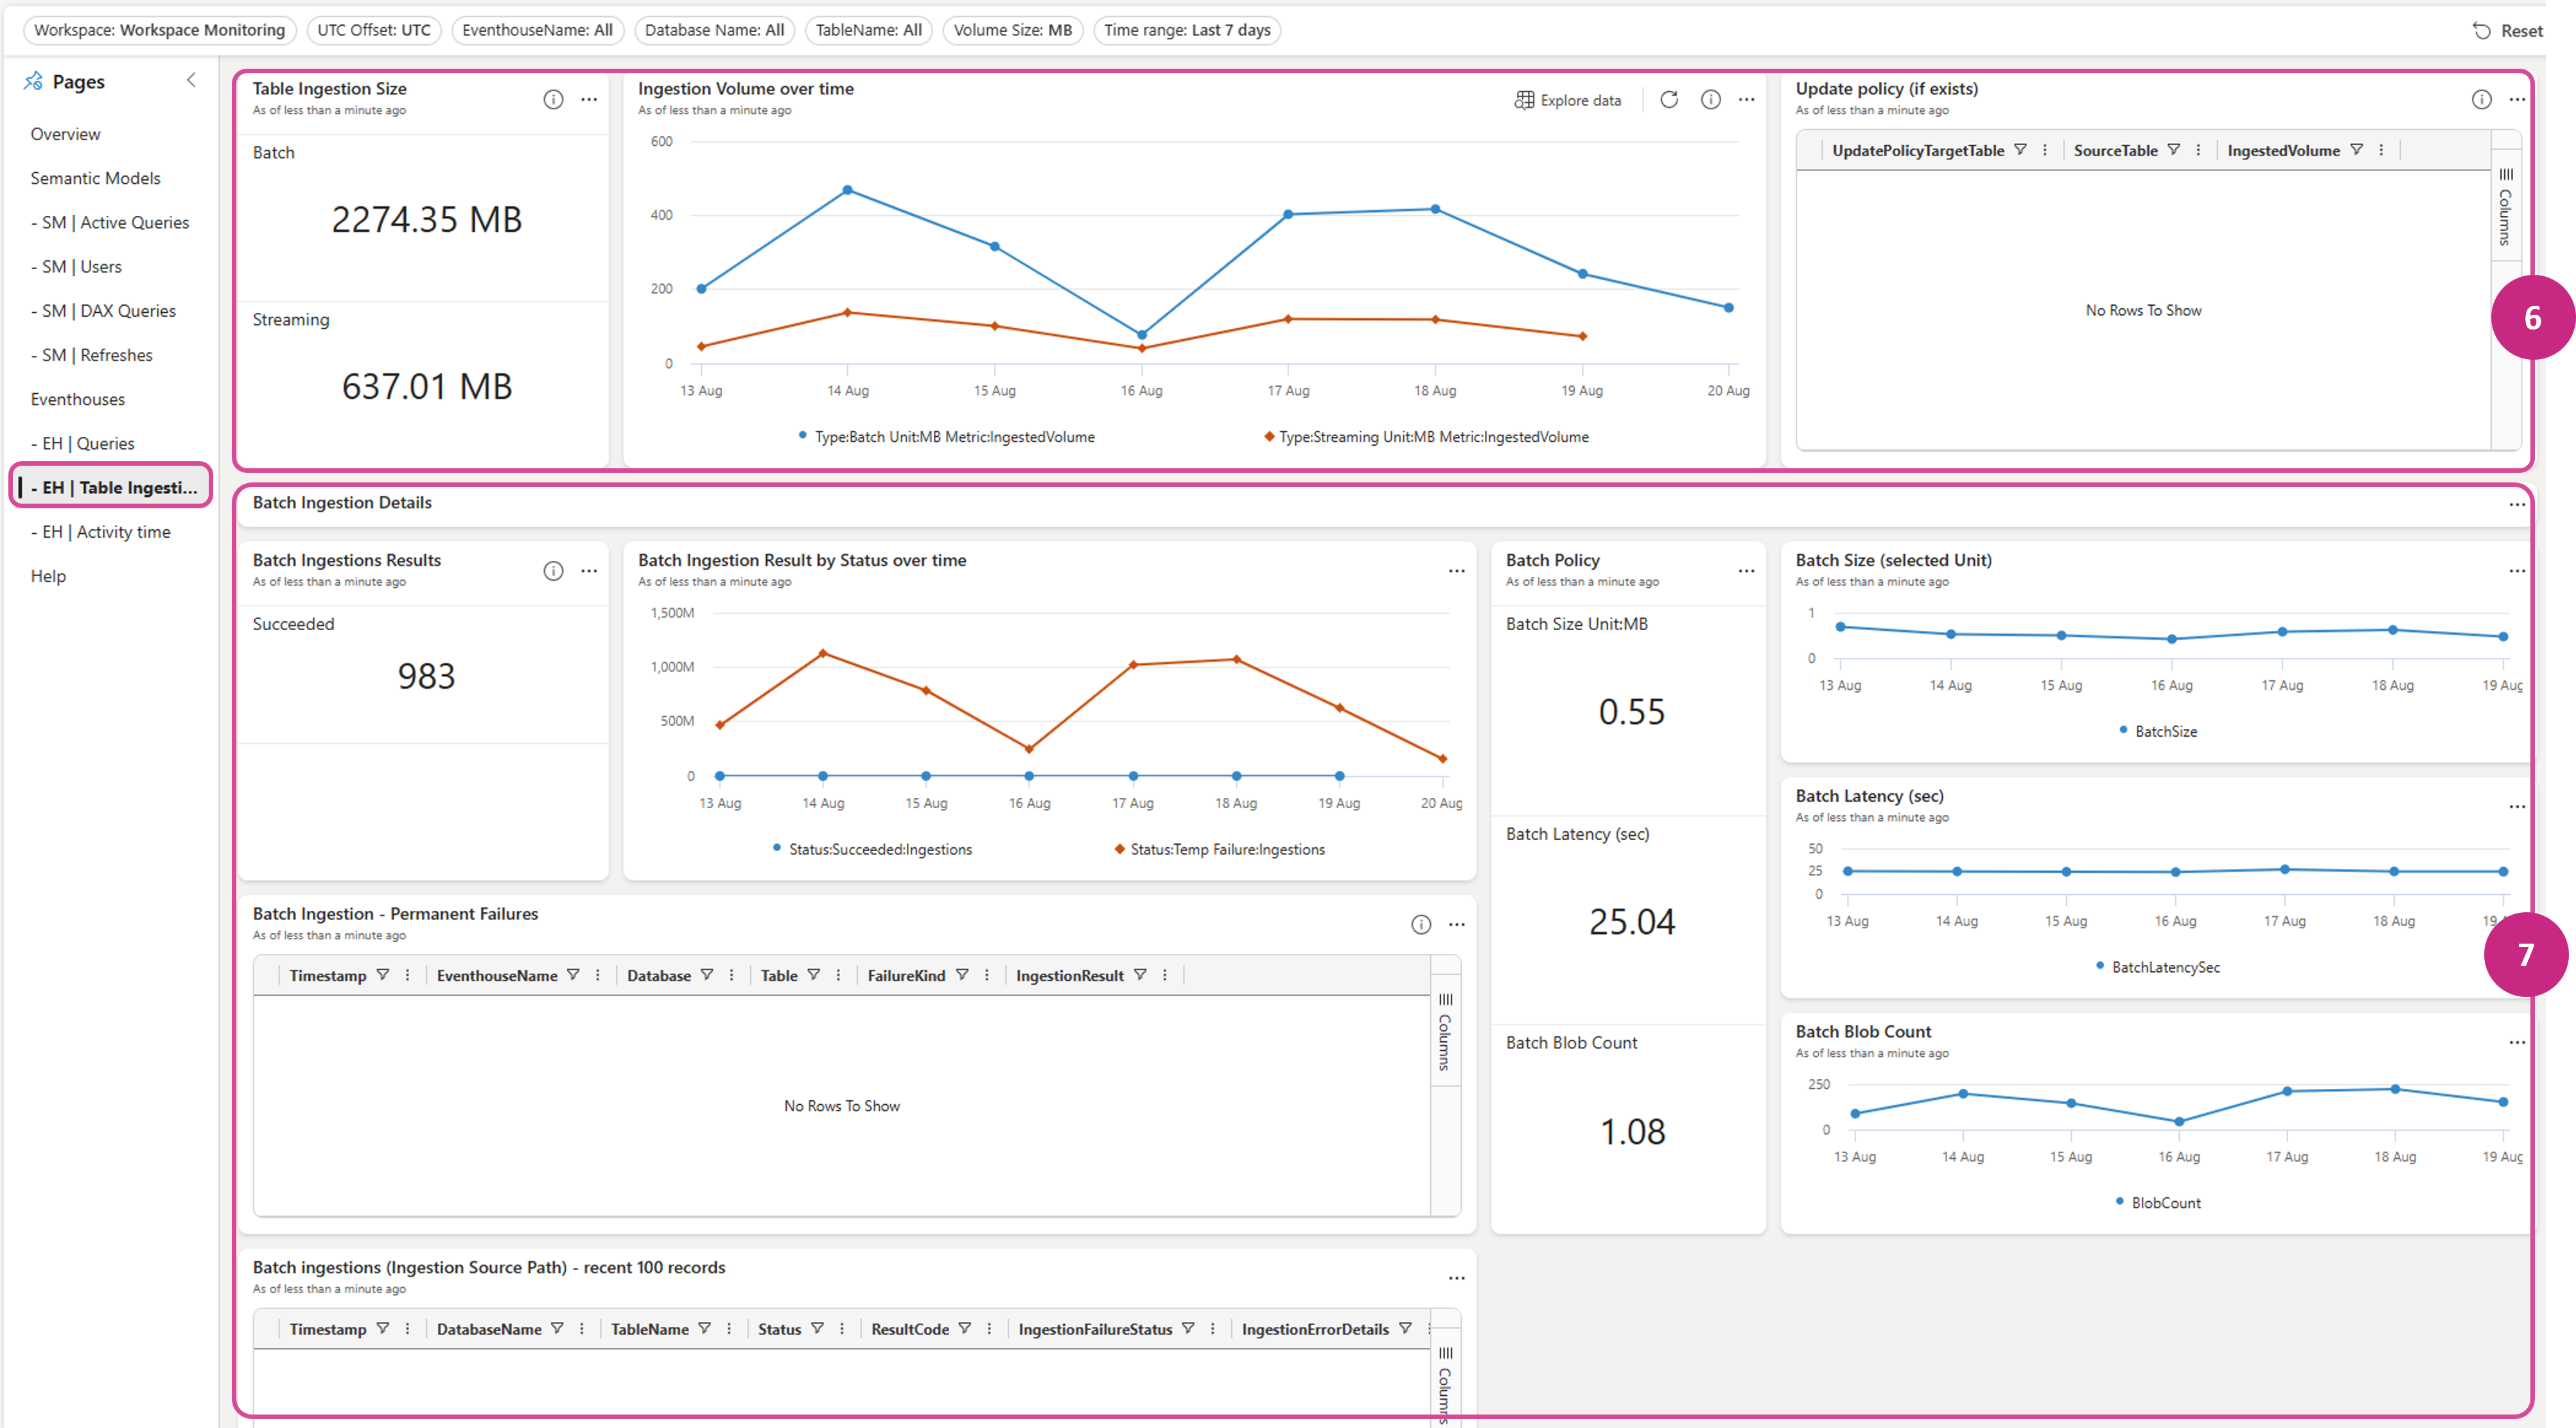 Workspace: Workspace Monitoring
UTC Offset: UTC
EventhouseName: All
Database Name: All
TableName: All
Volume Size: MB
Time range: Last 7 days
Reset
Pages
Overview
Semantic Models
- SM | Active Queries
- SM | Users
- SM | DAX Queries
- SM | Refreshes
Eventhouses
- EH | Queries
- EH | Table Ingesti...
- EH | Activity time
Help
Table Ingestion Size
As of less than a minute ago
Batch
2274.35 MB
Streaming
637.01 MB
Ingestion Volume over time
As of less than a minute ago
Explore data
600
400
200
0
13 Aug 14 Aug 15 Aug 16 Aug 17 Aug 18 Aug 19 Aug 20 Aug
Type:Batch Unit:MB Metric:IngestedVolume
Type:Streaming Unit:MB Metric:IngestedVolume
Update policy (if exists)
As of less than a minute ago
UpdatePolicyTargetTable SourceTable IngestedVolume
Columns
No Rows To Show
6
Batch Ingestion Details
Batch Ingestions Results
As of less than a minute ago
Succeeded
983
Batch Ingestion Result by Status over time
As of less than a minute ago
1,500M
1,000M
500M
0
13 Aug 14 Aug 15 Aug 16 Aug 17 Aug 18 Aug 19 Aug 20 Aug
Status:Succeeded:Ingestions
Status:Temp Failure:Ingestions
Batch Policy
As of less than a minute ago
Batch Size Unit:MB
0.55
Batch Latency (sec)
25.04
Batch Blob Count
1.08
Batch Size (selected Unit)
As of less than a minute ago
1
0
13 Aug 14 Aug 15 Aug 16 Aug 17 Aug 18 Aug 19 Aug
BatchSize
Batch Latency (sec)
As of less than a minute ago
50
25
0
13 Aug 14 Aug 15 Aug 16 Aug 17 Aug 18 Aug 19
BatchLatencySec
7
Batch Blob Count
As of less than a minute ago
250
0
13 Aug 14 Aug 15 Aug 16 Aug 17 Aug 18 Aug 19 Aug
BlobCount
Batch Ingestion - Permanent Failures
As of less than a minute ago
Timestamp EventhouseName Database Table FailureKind IngestionResult
Columns
No Rows To Show
Batch ingestions (Ingestion Source Path) - recent 100 records
As of less than a minute ago
Timestamp DatabaseName TableName Status ResultCode IngestionFailureStatus IngestionErrorDetails
Columns